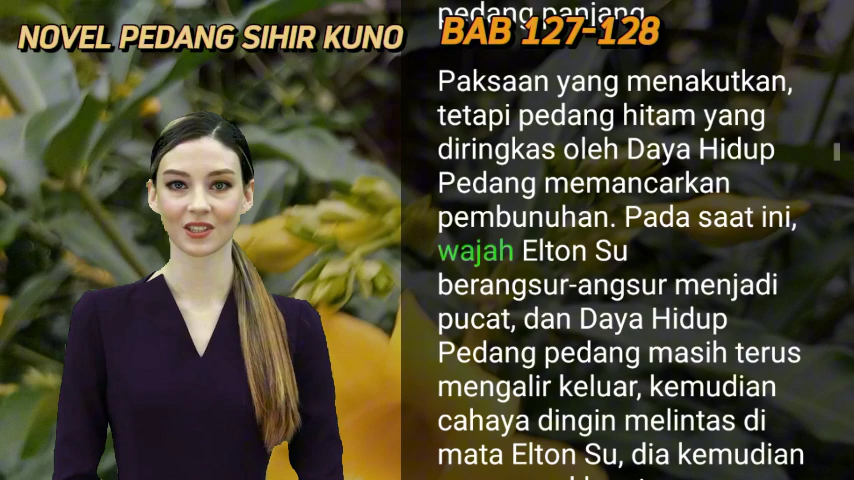 NOVEL PEDANG SIHIR KUNO
BAB 127-128
pedang panjang
Paksaan yang menakutkan,
tetapi pedang hitam yang
diringkas oleh Daya Hidup
Pedang memancarkan
pembunuhan. Pada saat ini,
wajah Elton Su
berangsur-angsur menjadi
pucat, dan Daya Hidup
Pedang pedang masih terus
mengalir keluar, kemudian
cahaya dingin melintas di
mata Elton Su, dia kemudian